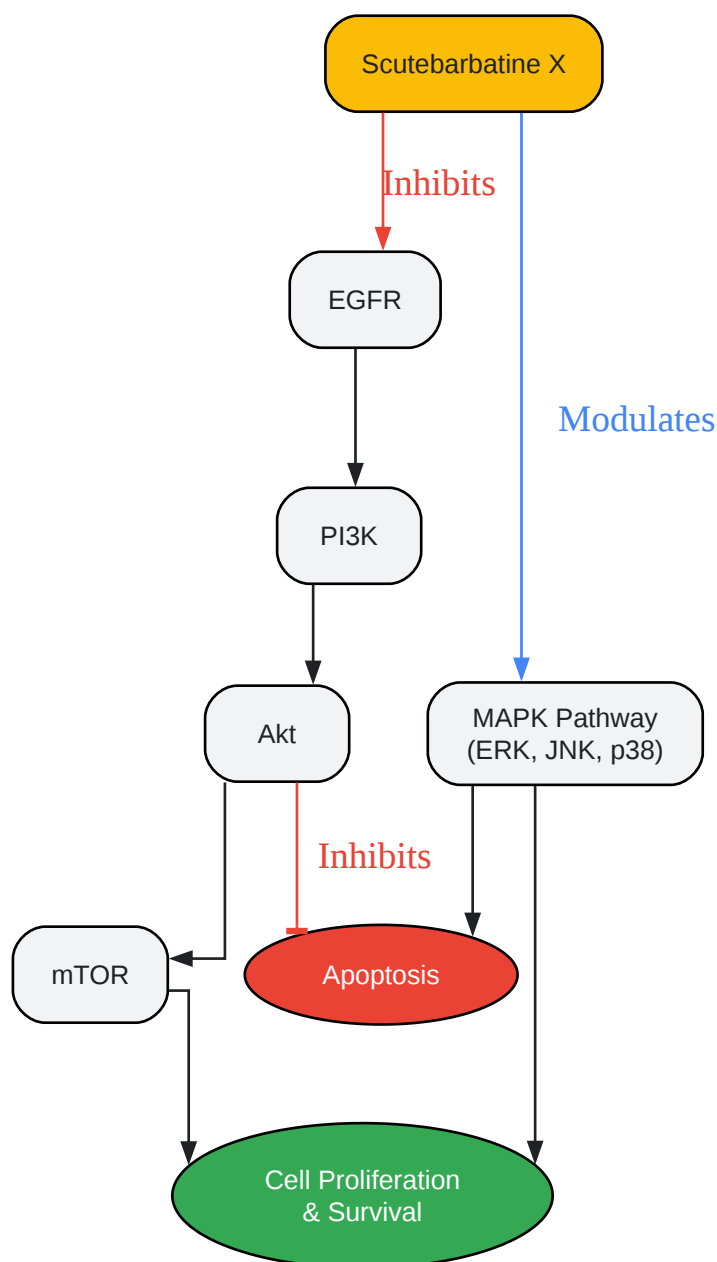 Scutebarbatine X
Inhibits
EGFR
Modulates
PI3K
MAPK Pathway
(ERK, JNK, p38)
Akt
Inhibits
mTOR
Apoptosis
Cell Proliferation
& Survival